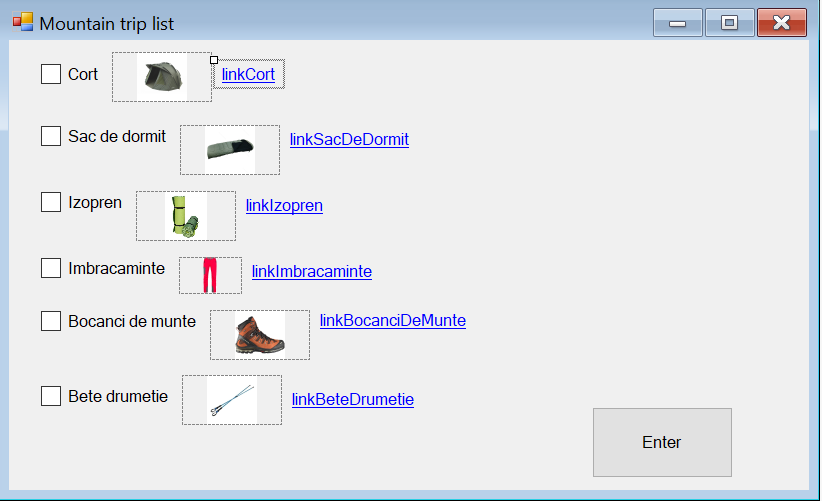 Mountain trip list
Cort linkCort
Sac de dormit linkSacDeDormit
Izopren linkIzopren
Imbracaminte linkImbracaminte
Bocanci de munte linkBocanciDeMunte
Bete drumetie linkBeteDrumetie
Enter